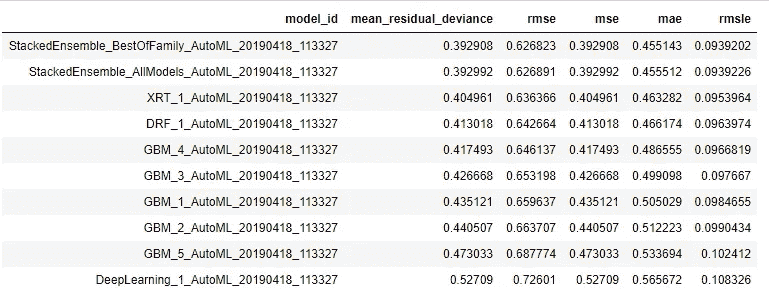 model_id mean_residual_deviance rmse mse mae rmsle
StackedEnsemble_BestOfFamily_AutoML_20190418_113327 0.392908 0.626823 0.392908 0.455143 0.0939202
StackedEnsemble_AllModels_AutoML_20190418_113327 0.392992 0.626891 0.392992 0.455512 0.0939226
XRT_1_AutoML_20190418_113327 0.404961 0.636366 0.404961 0.463282 0.0953964
DRF_1_AutoML_20190418_113327 0.413018 0.642664 0.413018 0.466174 0.0963974
GBM_4_AutoML_20190418_113327 0.417493 0.646137 0.417493 0.486555 0.0966819
GBM_3_AutoML_20190418_113327 0.426668 0.653198 0.426668 0.499098 0.097667
GBM_1_AutoML_20190418_113327 0.435121 0.659637 0.435121 0.505029 0.0984655
GBM_2_AutoML_20190418_113327 0.440507 0.663707 0.440507 0.512223 0.0990434
GBM_5_AutoML_20190418_113327 0.473033 0.687774 0.473033 0.533694 0.102412
DeepLearning_1_AutoML_20190418_113327 0.52709 0.72601 0.52709 0.565672 0.108326